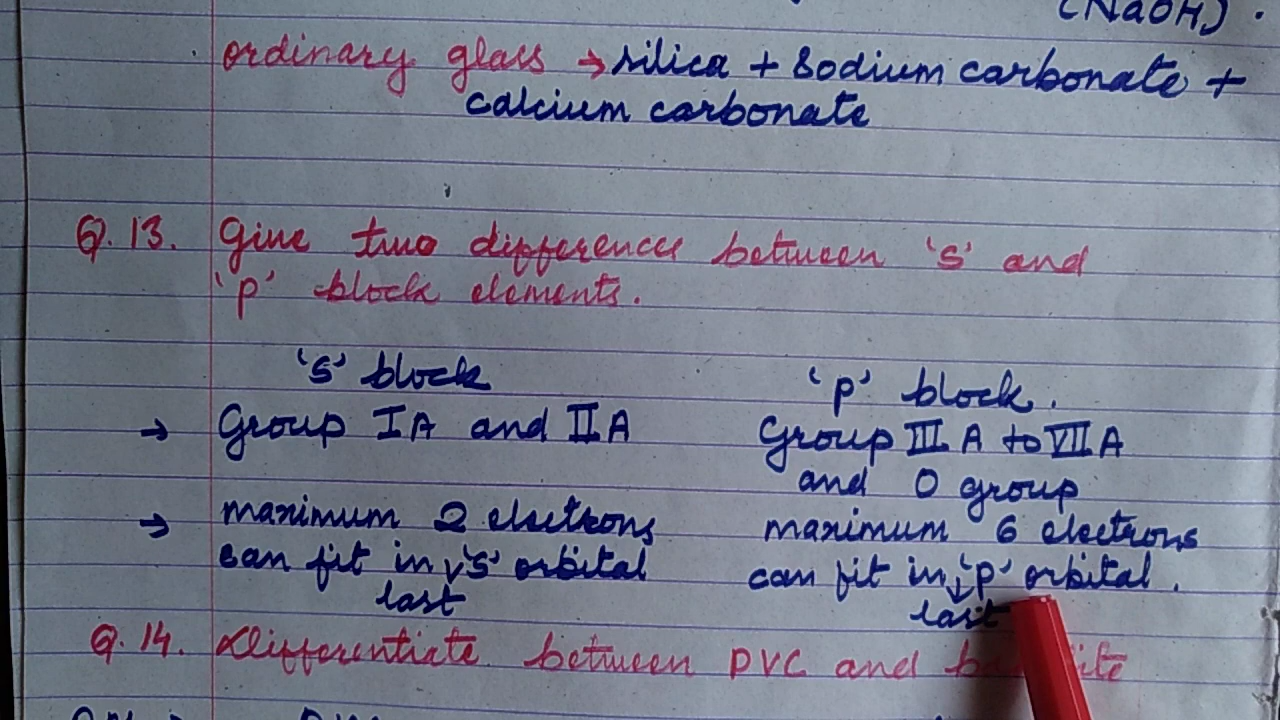 (NaOH).
ordinary glass → silica + Sodium carbonate +
calcium carbonate
Q.13. Give two differences between 's' and
'p' block elements.
's' block
'p' block.
→ Group IA and IIA
Group III A to VII A
and 0 group
→ maximum 2 electrons
can fit in 's' orbital
last
maximum 6 electrons
can fit in ↓ 'p' orbital.
last
Q.14. Differentiate between PVC and